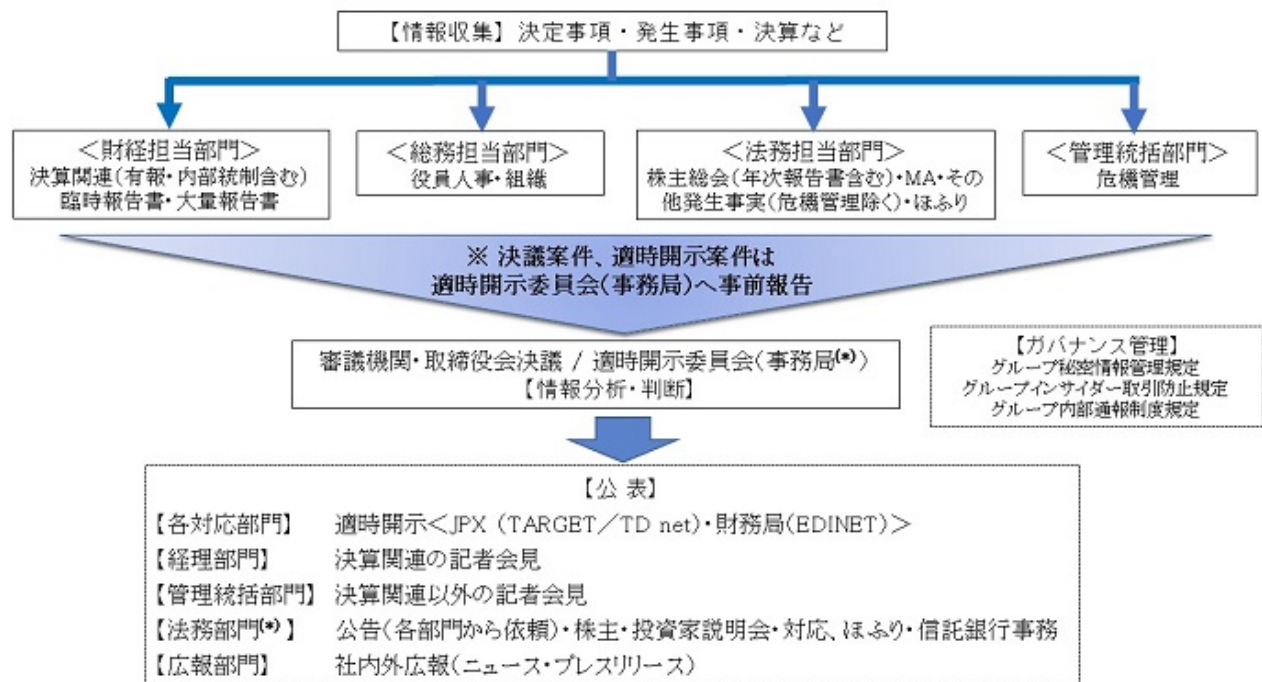 【情報収集】決定事項・発生事項・決算など
＜財経担当部門＞
決算関連(有報・内部統制含む)
臨時報告書・大量報告書
＜総務担当部門＞
役員人事・組織
＜法務担当部門＞
株主総会(年次報告書含む)・MA・その
他発生事実(危機管理除く)・ほふり
＜管理統括部門＞
危機管理
※ 決議案件、適時開示案件は
適時開示委員会(事務局)へ事前報告
審議機関・取締役会決議 / 適時開示委員会(事務局(*))
【情報分析・判断】
【ガバナンス管理】
グループ秘密情報管理規定
グループインサイダー取引防止規定
グループ内部通報制度規定
【公 表】
【各対応部門】 適時開示＜JPX (TARGET／TD net)・財務局(EDINET)＞
【経理部門】 決算関連の記者会見
【管理統括部門】 決算関連以外の記者会見
【法務部門(*)】 公告(各部門から依頼)・株主・投資家説明会・対応、ほふり・信託銀行事務
【広報部門】 社内外広報(ニュース・プレスリリース)